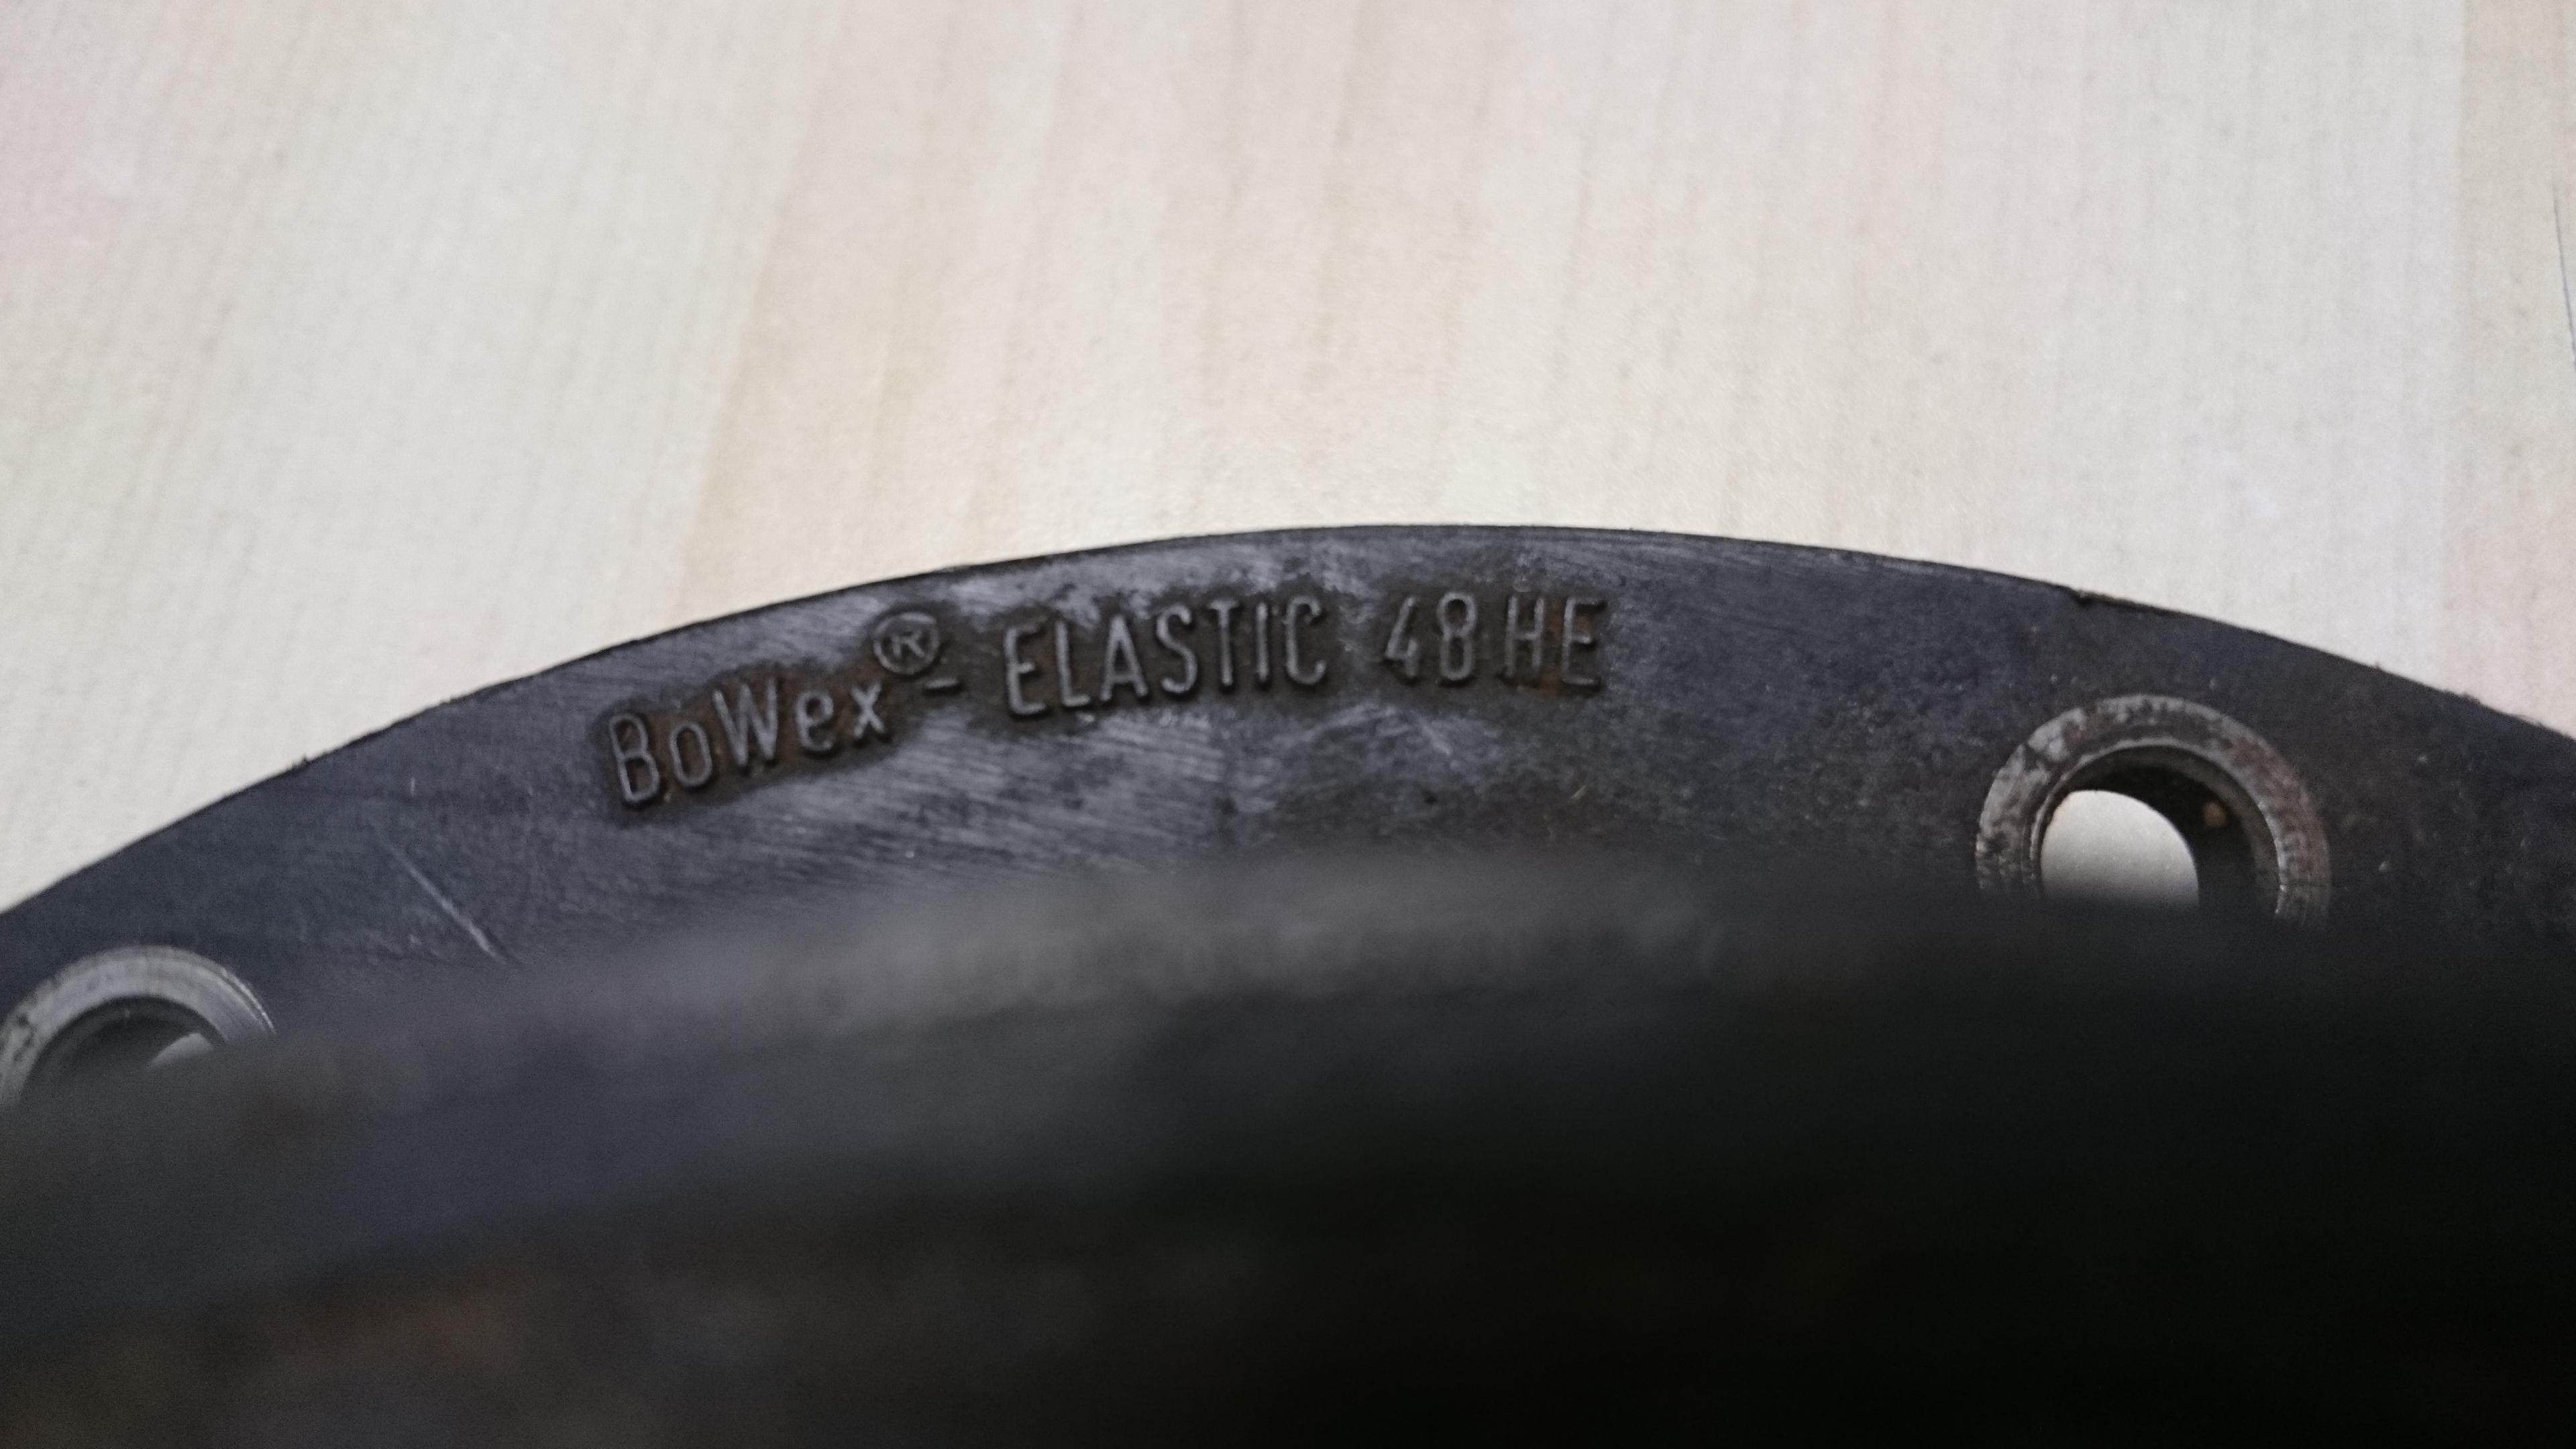 BoWex®- ELASTIC 48 HE